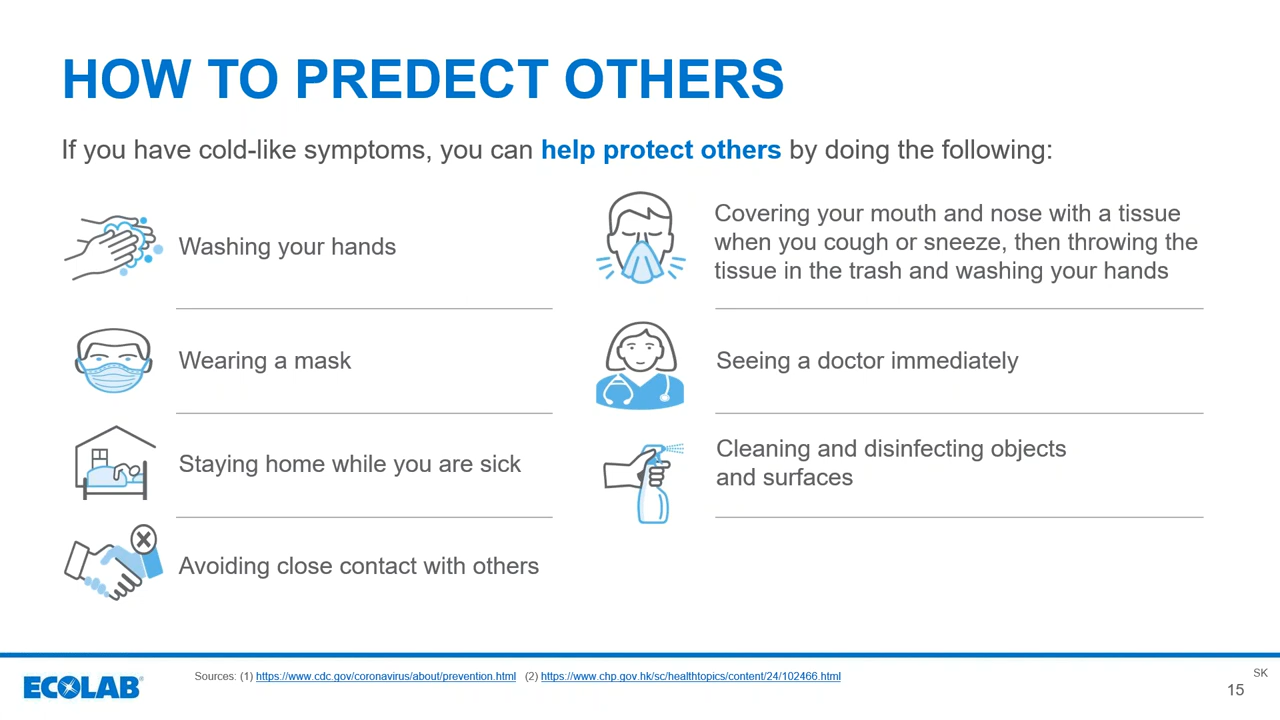 HOW TO PREDECT OTHERS
If you have cold-like symptoms, you can help protect others by doing the following:
Washing your hands
Wearing a mask
Staying home while you are sick
Avoiding close contact with others
Covering your mouth and nose with a tissue
when you cough or sneeze, then throwing the
tissue in the trash and washing your hands
Seeing a doctor immediately
Cleaning and disinfecting objects
and surfaces
ECOLAB®
Sources: (1) https://www.cdc.gov/coronavirus/about/prevention.html (2) https://www.chp.gov.hk/sc/healthtopics/content/24/102466.html
SK
15